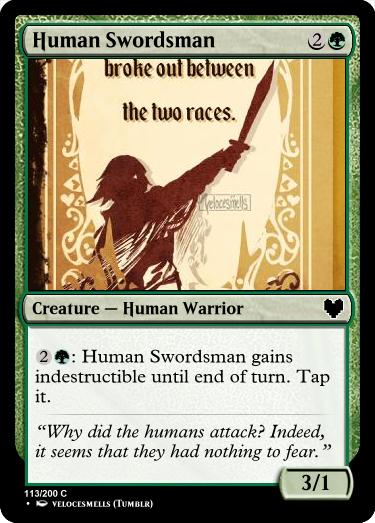 Human Swordsman 2
broke out between
the two races.
velocesmells
Creature — Human Warrior
2 : Human Swordsman gains
indestructible until end of turn. Tap
it.
“Why did the humans attack? Indeed,
it seems that they had nothing to fear.”
3/1
113/200 C
• VELOCESMELLS (TUMBLR)